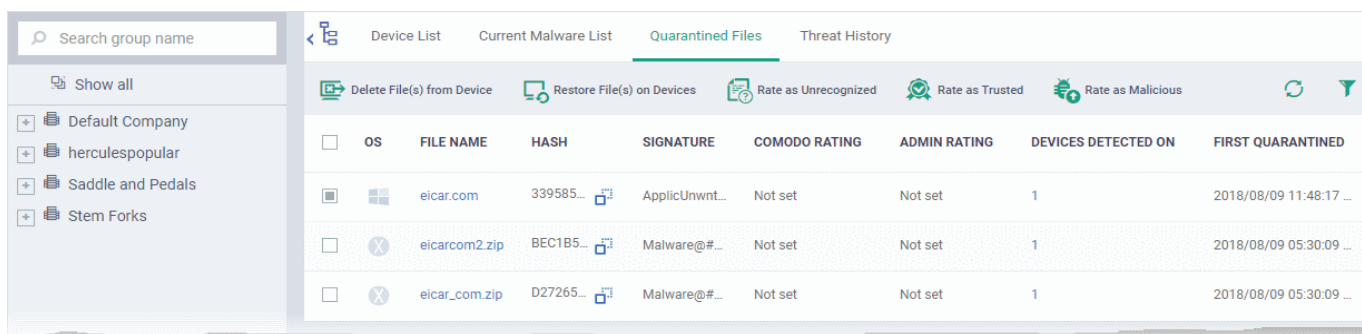 Search group name
Show all
Default Company
herculespopular
Saddle and Pedals
Stem Forks
Device List Current Malware List Quarantined Files Threat History
Delete File(s) from Device Restore File(s) on Devices Rate as Unrecognized Rate as Trusted Rate as Malicious
OS FILE NAME HASH SIGNATURE COMODO RATING ADMIN RATING DEVICES DETECTED ON FIRST QUARANTINED
eicar.com 339585... ApplicUnwnt... Not set Not set 1 2018/08/09 11:48:17 ...
eicarcom2.zip BEC1B5... Malware@#... Not set Not set 1 2018/08/09 05:30:09 ...
eicar_com.zip D27265... Malware@#... Not set Not set 1 2018/08/09 05:30:09 ...